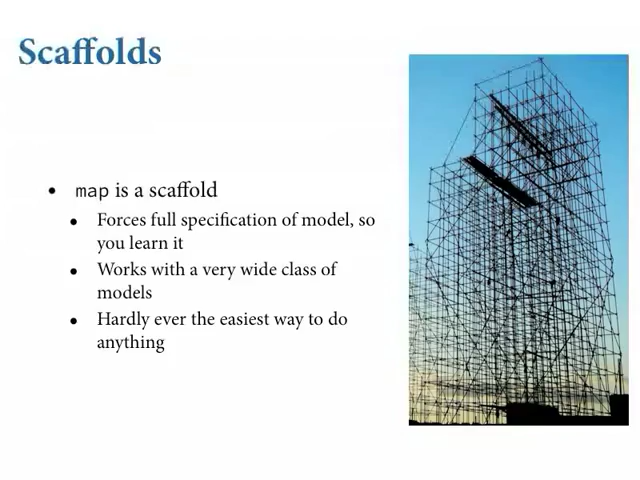 Scaffolds
• map is a scaffold
• Forces full specification of model, so
you learn it
• Works with a very wide class of
models
• Hardly ever the easiest way to do
anything